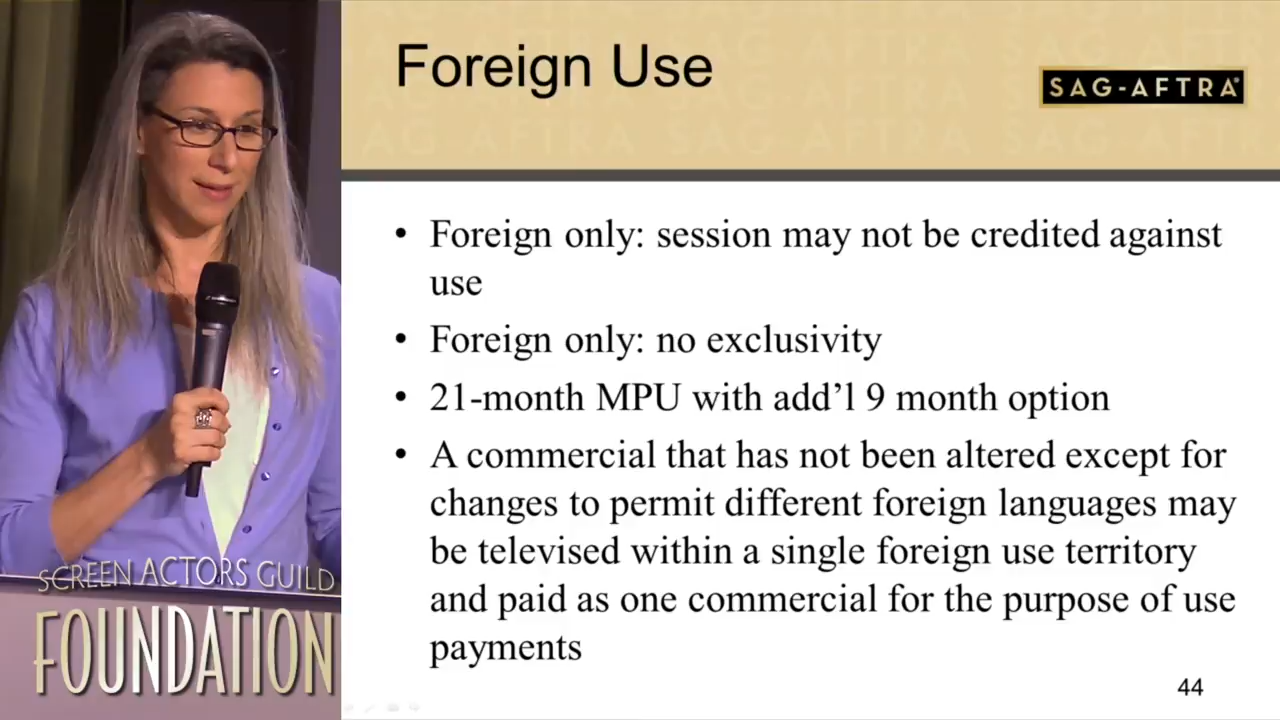 Foreign Use
SAG-AFTRA
• Foreign only: session may not be credited against
use
• Foreign only: no exclusivity
• 21-month MPU with add’l 9 month option
• A commercial that has not been altered except for
changes to permit different foreign languages may
be televised within a single foreign use territory
and paid as one commercial for the purpose of use
payments
44
SCREEN ACTORS GUILD
FOUNDATION